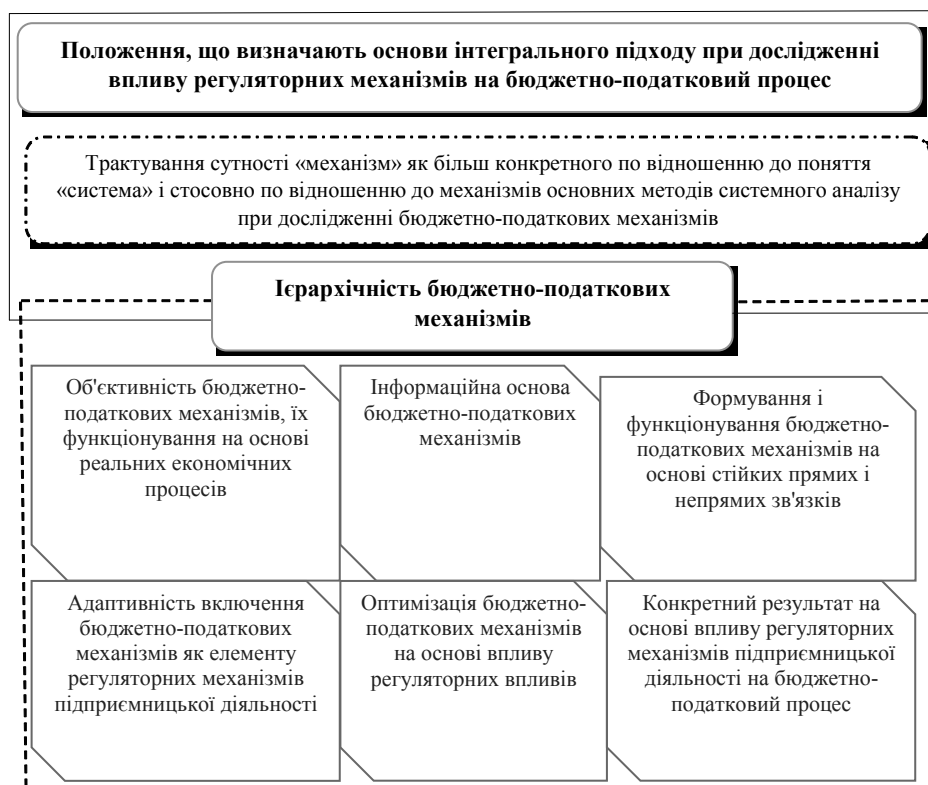 Положення, що визначають основи інтегрального підходу при дослідженні
впливу регуляторних механізмів на бюджетно-податковий процес
Трактування сутності «механізм» як більш конкретного по відношенню до поняття
«система» і стосовно по відношенню до механізмів основних методів системного аналізу
при дослідженні бюджетно-податкових механізмів
Ієрархічність бюджетно-податкових
механізмів
Об'єктивність бюджетно-
податкових механізмів, їх
функціонування на основі
реальних економічних
процесів
Інформаційна основа
бюджетно-податкових
механізмів
Формування і
функціонування бюджетно-
податкових механізмів на
основі стійких прямих і
непрямих зв'язків
Адаптивність включення
бюджетно-податкових
механізмів як елементу
регуляторних механізмів
підприємницької діяльності
Оптимізація бюджетно-
податкових механізмів
на основі впливу
регуляторних впливів
Конкретний результат на
основі впливу регуляторних
механізмів підприємницької
діяльності на бюджетно-
податковий процес